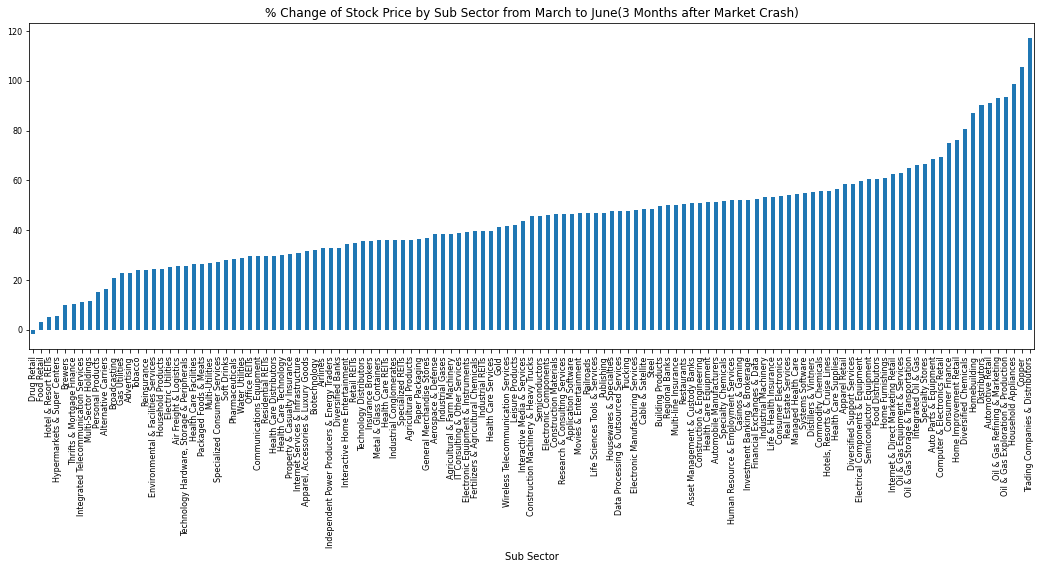 % Change of Stock Price by Sub Sector from March to June(3 Months after Market Crash)
120
100
80
60
40
20
0
Drug Retail
Food Retail
Hotel & Resort REITs
Hypermarkets & Super Centers
Brewers
Thrifts & Mortgage Finance
Integrated Telecommunication Services
Multi-Sector Holdings
Personal Products
Alternative Carriers
Broadcasting
Gas Utilities
Advertising
Tobacco
Reinsurance
Environmental & Facilities Services
Household Products
Electric Utilities
Air Freight & Logistics
Technology Hardware, Storage & Peripherals
Health Care Facilities
Packaged Foods & Meats
Multi-Utilities
Specialized Consumer Services
Soft Drinks
Pharmaceuticals
Water Utilities
Office REITs
Communications Equipment
Residential REITs
Health Care Distributors
Health Care Technology
Property & Casualty Insurance
Internet Services & Infrastructure
Apparel, Accessories & Luxury Goods
Biotechnology
Airlines
Independent Power Producers & Energy Traders
Diversified Banks
Interactive Home Entertainment
Retail REITs
Technology Distributors
Insurance Brokers
Metal & Glass Containers
Health Care REITs
Industrial Conglomerates
Specialized REITs
Agricultural Products
Paper Packaging
General Merchandise Stores
Aerospace & Defense
Industrial Gases
Agricultural & Farm Machinery
IT Consulting & Other Services
Electronic Equipment & Instruments
Fertilizers & Agricultural Chemicals
Industrial REITs
Health Care Services
Gold
Wireless Telecommunication Services
Leisure Products
Interactive Media & Services
Construction Machinery & Heavy Trucks
Semiconductors
Electronic Components
Construction Materials
Research & Consulting Services
Application Software
Movies & Entertainment
Railroads
Life Sciences Tools & Services
Publishing
Housewares & Specialties
Data Processing & Outsourced Services
Trucking
Electronic Manufacturing Services
Cable & Satellite
Steel
Building Products
Regional Banks
Multi-line Insurance
Restaurants
Asset Management & Custody Banks
Construction & Engineering
Health Care Equipment
Automobile Manufacturers
Specialty Chemicals
Human Resource & Employment Services
Casinos & Gaming
Investment Banking & Brokerage
Financial Exchanges & Data
Industrial Machinery
Life & Health Insurance
Consumer Electronics
Real Estate Services
Managed Health Care
Systems Software
Distillers & Vintners
Commodity Chemicals
Hotels, Resorts & Cruise Lines
Health Care Supplies
Apparel Retail
Diversified Support Services
Electrical Components & Equipment
Semiconductor Equipment
Food Distributors
Home Furnishings
Internet & Direct Marketing Retail
Oil & Gas Equipment & Services
Oil & Gas Storage & Transportation
Integrated Oil & Gas
Specialty Stores
Auto Parts & Equipment
Computer & Electronics Retail
Consumer Finance
Home Improvement Retail
Diversified Chemicals
Homebuilding
Distributors
Automotive Retail
Oil & Gas Refining & Marketing
Oil & Gas Exploration & Production
Household Appliances
Copper
Trading Companies & Distributors
Sub Sector